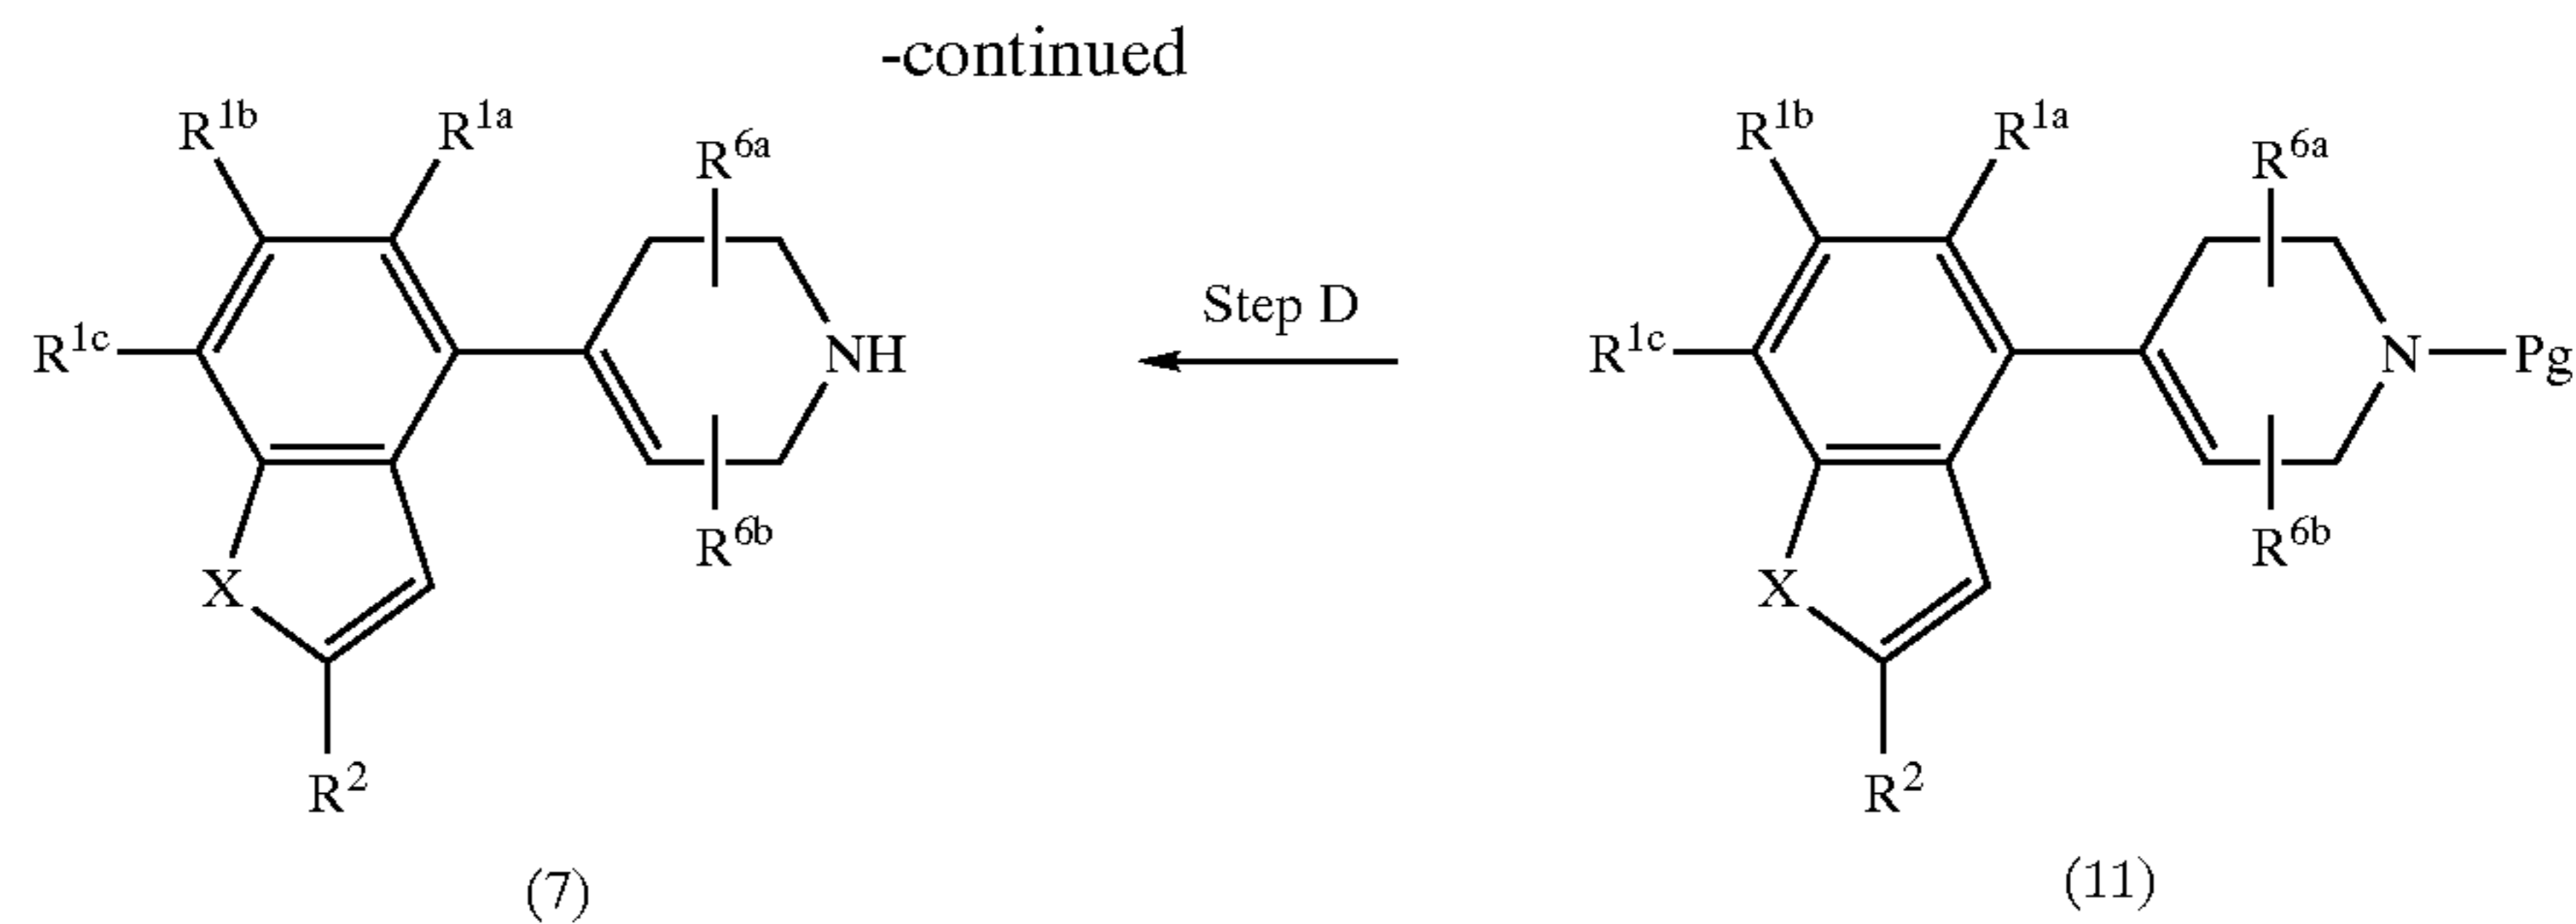 -continued
R1b R1a R6a
R1c NH
R6b
X
R2
(7)
Step D
R1b R1a R6a
R1c N Pg
R6b
X
R2
(11)